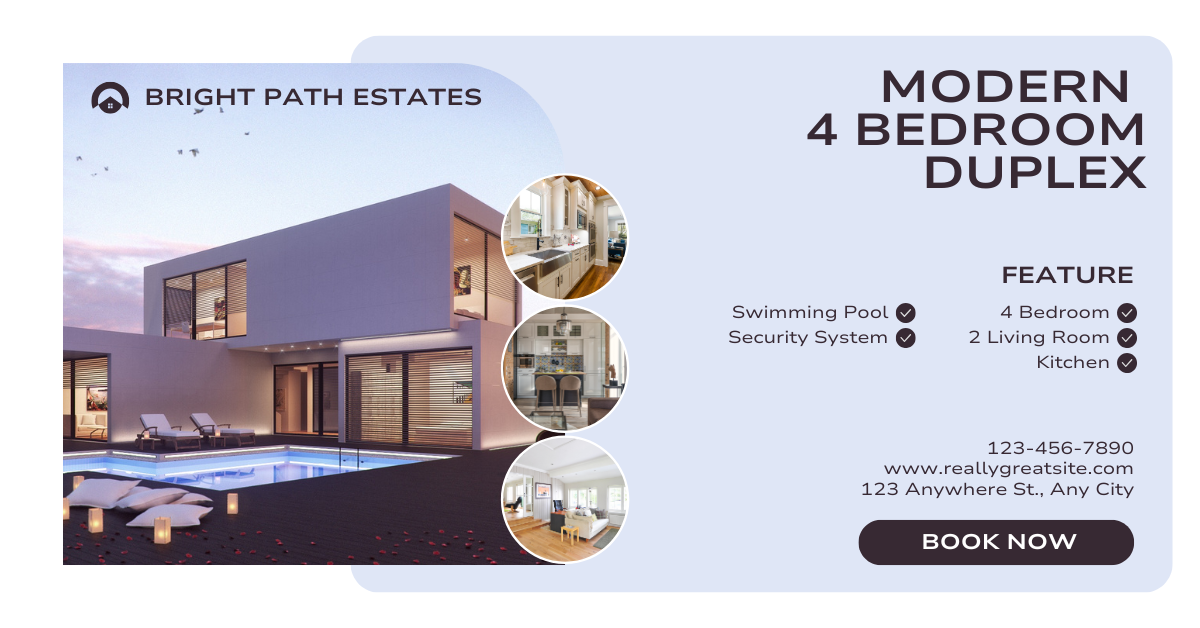 BRIGHT PATH ESTATES
MODERN
4 BEDROOM
DUPLEX
FEATURE
Swimming Pool
Security System
4 Bedroom
2 Living Room
Kitchen
123-456-7890
www.reallygreatsite.com
123 Anywhere St., Any City
BOOK NOW